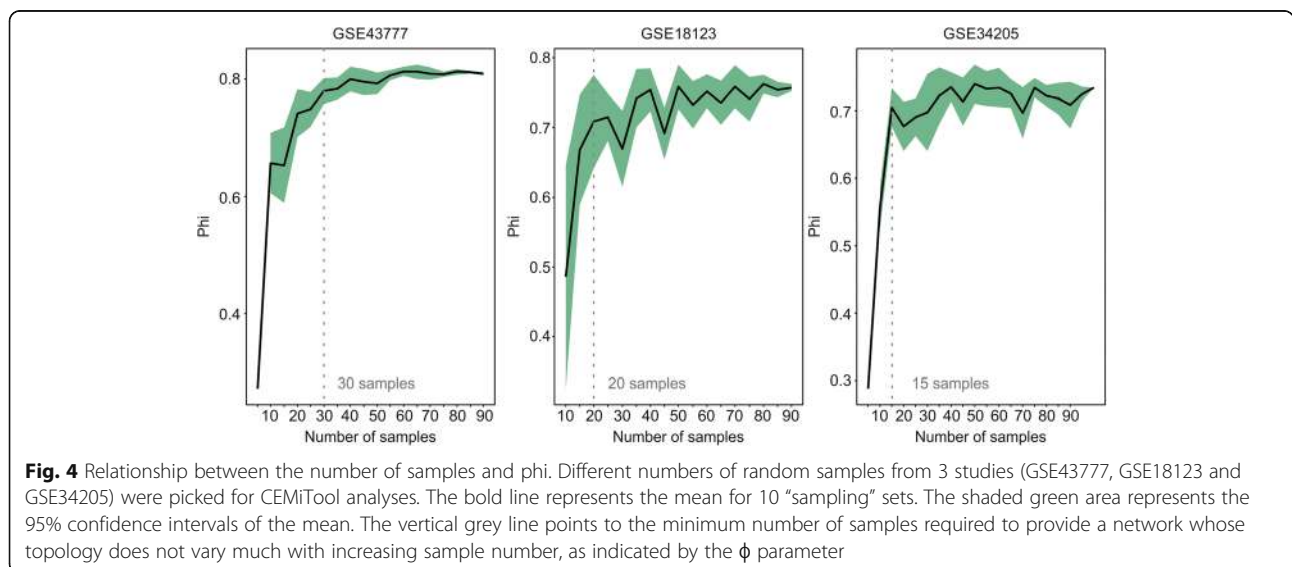 GSE43777
GSE18123
GSE34205
Phi
0.8
0.6
0.4
30 samples
10 20 30 40 50 60 70 80 90
Number of samples
Phi
0.8
0.7
0.6
0.5
0.4
20 samples
10 20 30 40 50 60 70 80 90
Number of samples
Phi
0.7
0.6
0.5
0.4
0.3
15 samples
10 20 30 40 50 60 70 80 90
Number of samples
Fig. 4 Relationship between the number of samples and phi. Different numbers of random samples from 3 studies (GSE43777, GSE18123 and
GSE34205) were picked for CEMiTool analyses. The bold line represents the mean for 10 “sampling” sets. The shaded green area represents the
95% confidence intervals of the mean. The vertical grey line points to the minimum number of samples required to provide a network whose
topology does not vary much with increasing sample number, as indicated by the ϕ parameter